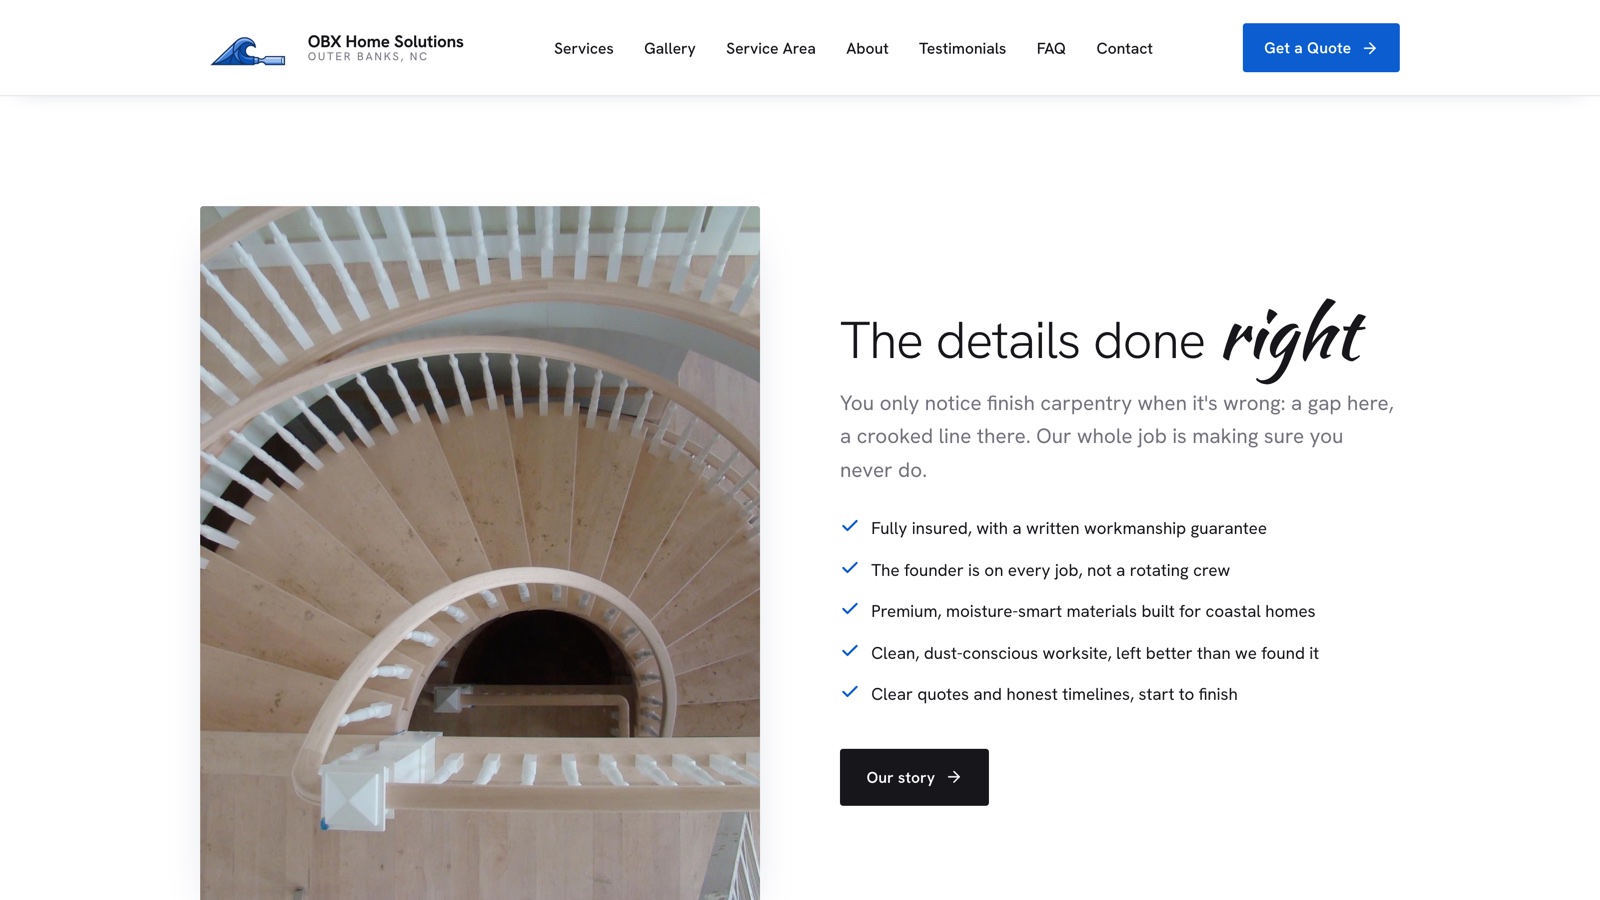 OBX Home Solutions
OUTER BANKS, NC
Services
Gallery
Service Area
About
Testimonials
FAQ
Contact
Get a Quote
The details done right
You only notice finish carpentry when it's wrong: a gap here,
a crooked line there. Our whole job is making sure you
never do.
Fully insured, with a written workmanship guarantee
The founder is on every job, not a rotating crew
Premium, moisture-smart materials built for coastal homes
Clean, dust-conscious worksite, left better than we found it
Clear quotes and honest timelines, start to finish
Our story